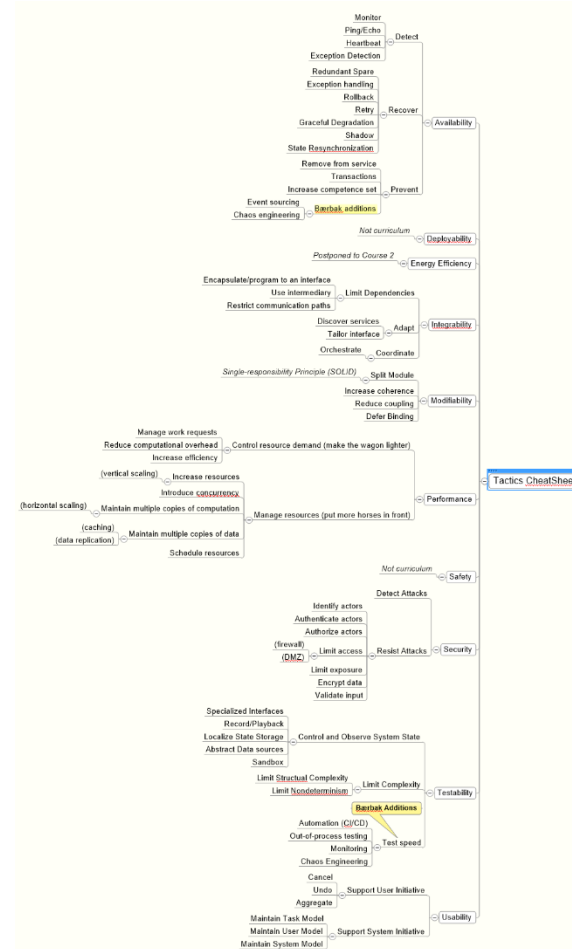 Monitor
Ping/Echo
Heartbeat
Exception Detection
Detect
Redundant Spare
Exception handling
Rollback
Retry
Graceful Degradation
Shadow
State Resynchronization
Recover
Availability
Remove from service
Transactions
Increase competence set
Prevent
Event sourcing
Chaos engineering
Bærbak additions
Not curriculum
Deployability
Postponed to Course 2
Energy Efficiency
Encapsulate/program to an interface
Use intermediary
Restrict communication paths
Limit Dependencies
Discover services
Tailor interface
Adapt
Orchestrate
Coordinate
Integrability
Single-responsibility Principle (SOLID)
Split Module
Increase coherence
Reduce coupling
Defer Binding
Modifiability
Manage work requests
Reduce computational overhead
Increase efficiency
Control resource demand (make the wagon lighter)
(vertical scaling)
Increase resources
Introduce concurrency
(horizontal scaling)
Maintain multiple copies of computation
(caching)
(data replication)
Maintain multiple copies of data
Schedule resources
Manage resources (put more horses in front)
Performance
Tactics CheatShee
Not curriculum
Safety
Detect Attacks
Identify actors
Authenticate actors
Authorize actors
(firewall)
(DMZ)
Limit access
Limit exposure
Encrypt data
Validate input
Resist Attacks
Security
Specialized Interfaces
Record/Playback
Localize State Storage
Abstract Data sources
Sandbox
Control and Observe System State
Limit Structual Complexity
Limit Nondeterminism
Limit Complexity
Testability
Bærbak Additions
Automation (CI/CD)
Out-of-process testing
Monitoring
Chaos Engineering
Test speed
Cancel
Undo
Aggregate
Support User Initiative
Usability
Maintain Task Model
Maintain User Model
Maintain System Model
Support System Initiative